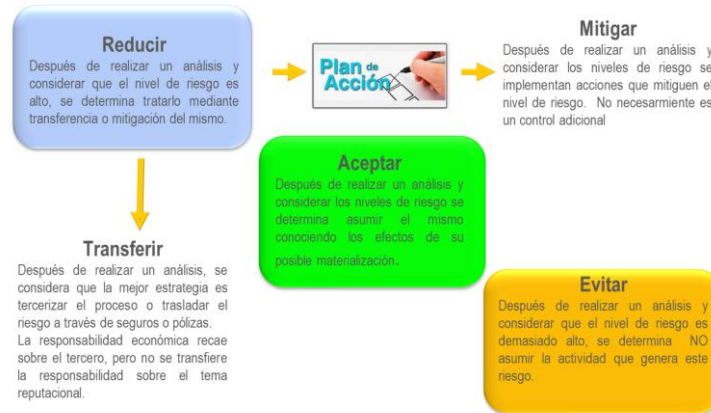 Reducir
Después de realizar un análisis y
considerar que el nivel de riesgo es
alto, se determina tratarlo mediante
transferencia o mitigación del mismo.
Plan de
Acción
Mitigar
Después de realizar un análisis y
considerar los niveles de riesgo se
implementan acciones que mitiguen el
nivel de riesgo. No necesarmiente es
un control adicional
Aceptar
Después de realizar un análisis y
considerar los niveles de riesgo se
determina asumir el mismo
conociendo los efectos de su
posible materialización.
Transferir
Después de realizar un análisis, se
considera que la mejor estrategia es
tercerizar el proceso o trasladar el
riesgo a través de seguros o pólizas.
La responsabilidad económica recae
sobre el tercero, pero no se transfiere
la responsabilidad sobre el tema
reputacional.
Evitar
Después de realizar un análisis y
considerar que el nivel de riesgo es
demasiado alto, se determina NO
asumir la actividad que genera este
riesgo.